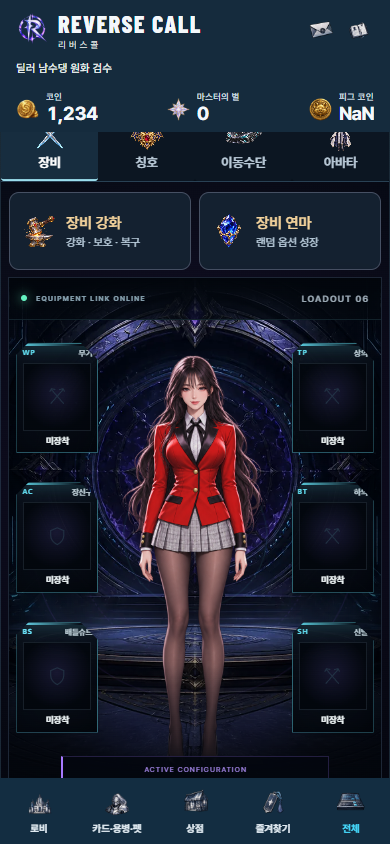 REVERSE CALL
리버스콜
딜러 남수댕 원화 검수
코인
1,234
마스터의 별
0
피그 코인
NaN
장비
칭호
이동수단
아바타
장비 강화
강화 · 보호 · 복구
장비 연마
랜덤 옵션 성장
EQUIPMENT LINK ONLINE
LOADOUT 06
WP
TP
미장착
미장착
AC
BT
미장착
미장착
BS
SH
미장착
미장착
ACTIVE CONFIGURATION
로비
카드·용병·펫
상점
즐겨찾기
전체